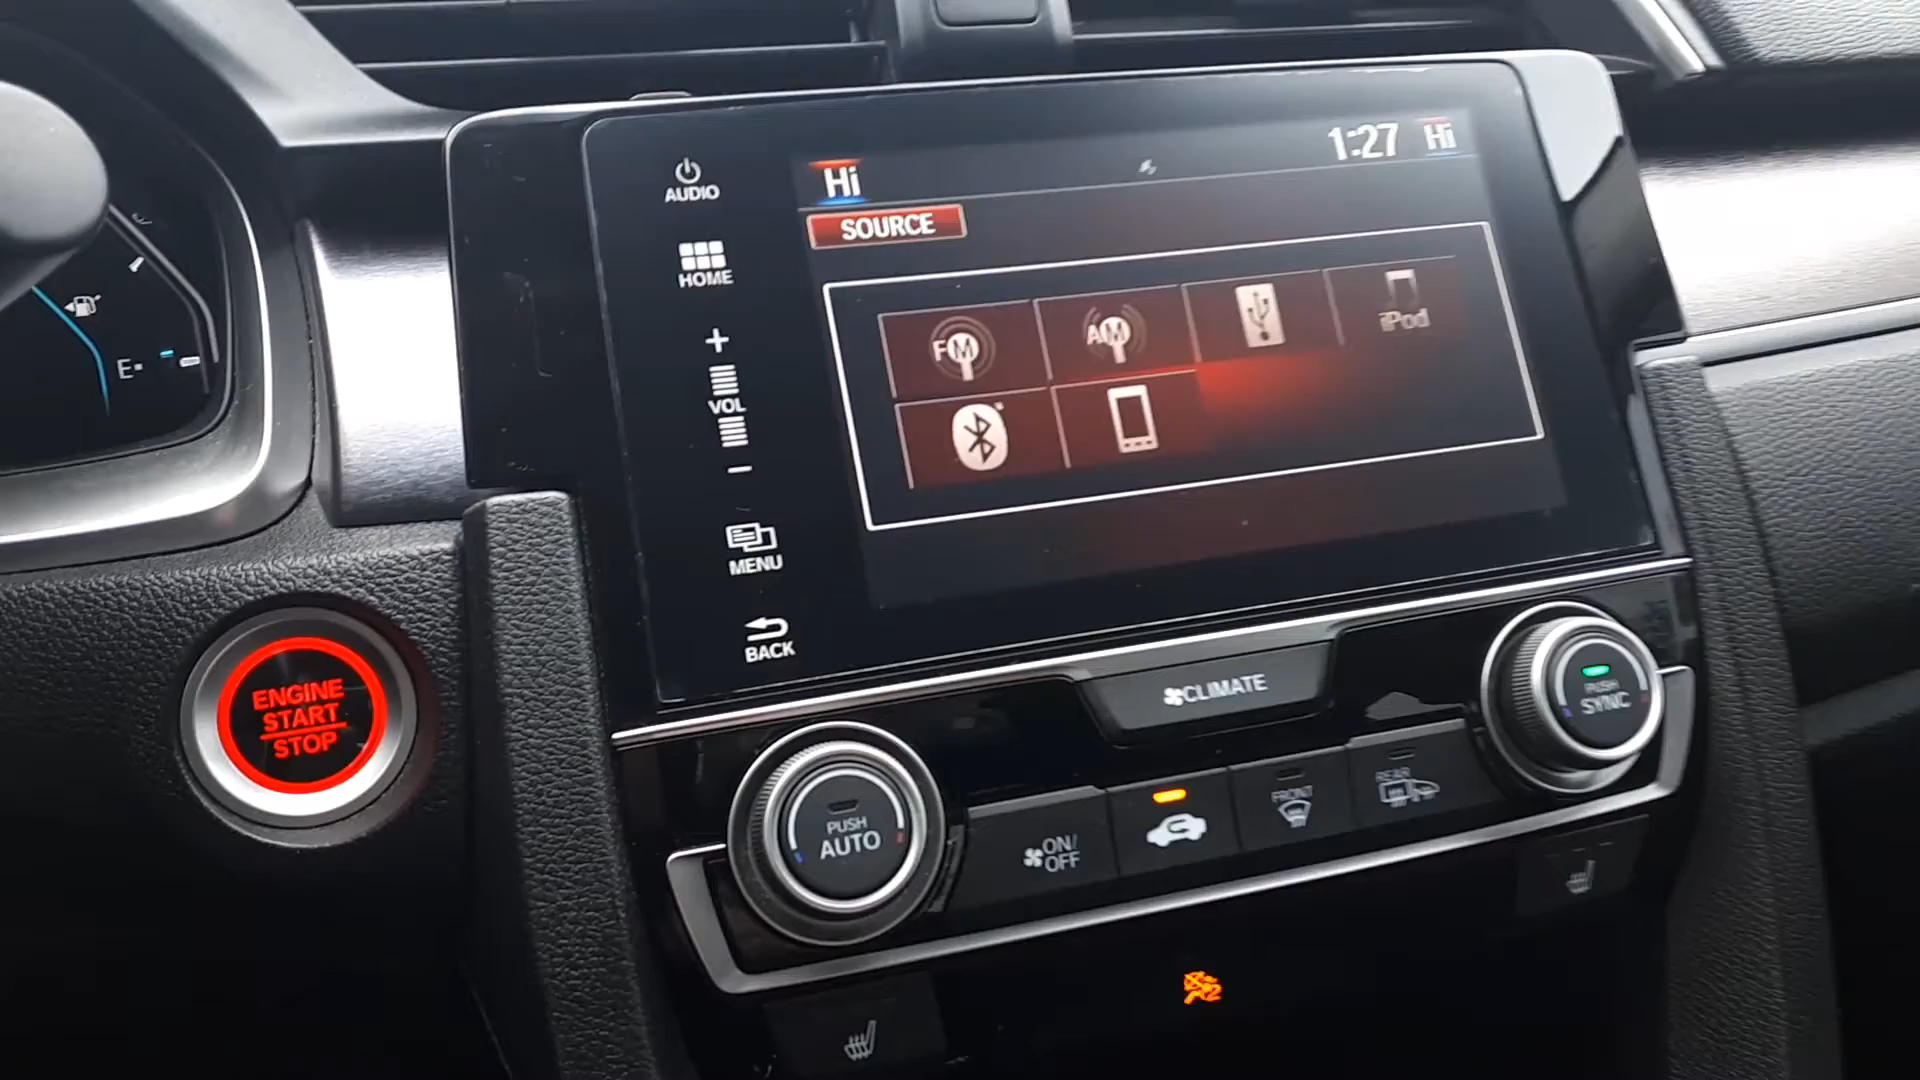 AUDIO
Hi
1:27
Hi
SOURCE
HOME
FM
AM
iPod
+
VOL
-
E
MENU
BACK
ENGINE
START
STOP
CLIMATE
PUSH
SYNC
PUSH
AUTO
ON/
OFF
FRONT
REAR
2